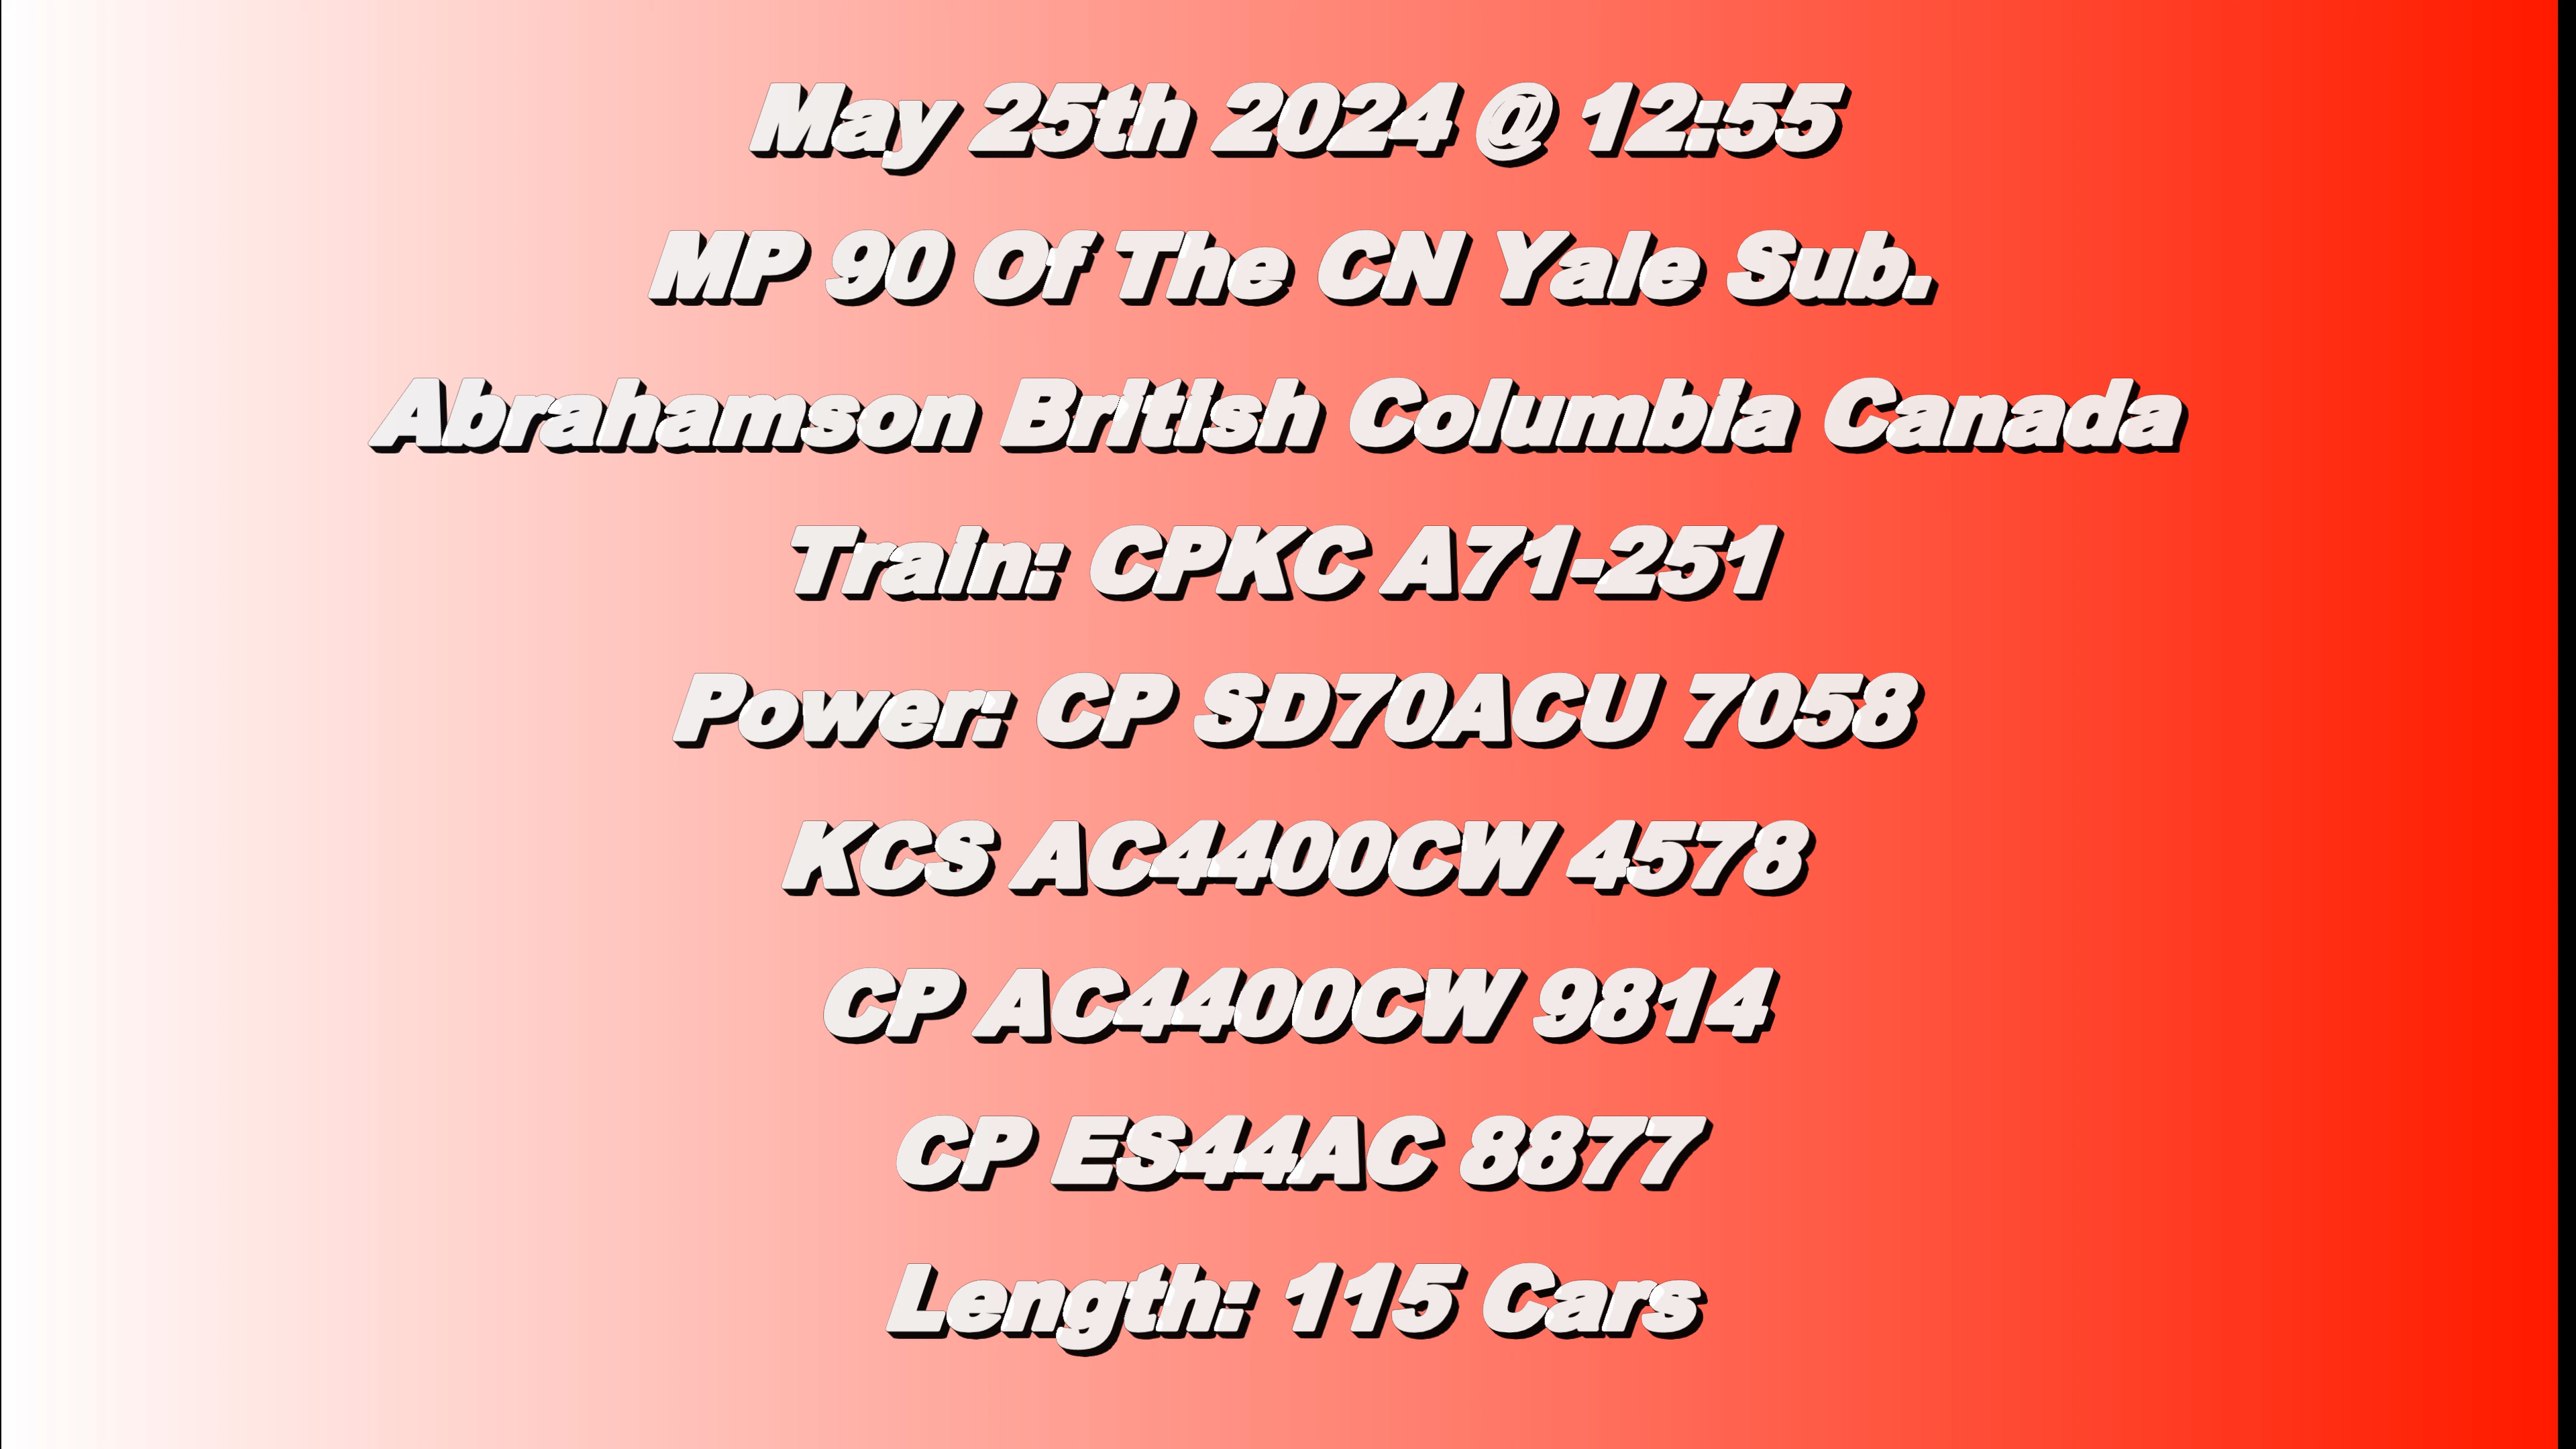 May 25th 2024 @ 12:55
MP 90 Of The CN Yale Sub.
Abrahamson British Columbia Canada
Train: CPKC A71-251
Power: CP SD70ACU 7058
KCS AC4400CW 4578
CP AC4400CW 9814
CP ES44AC 8877
Length: 115 Cars